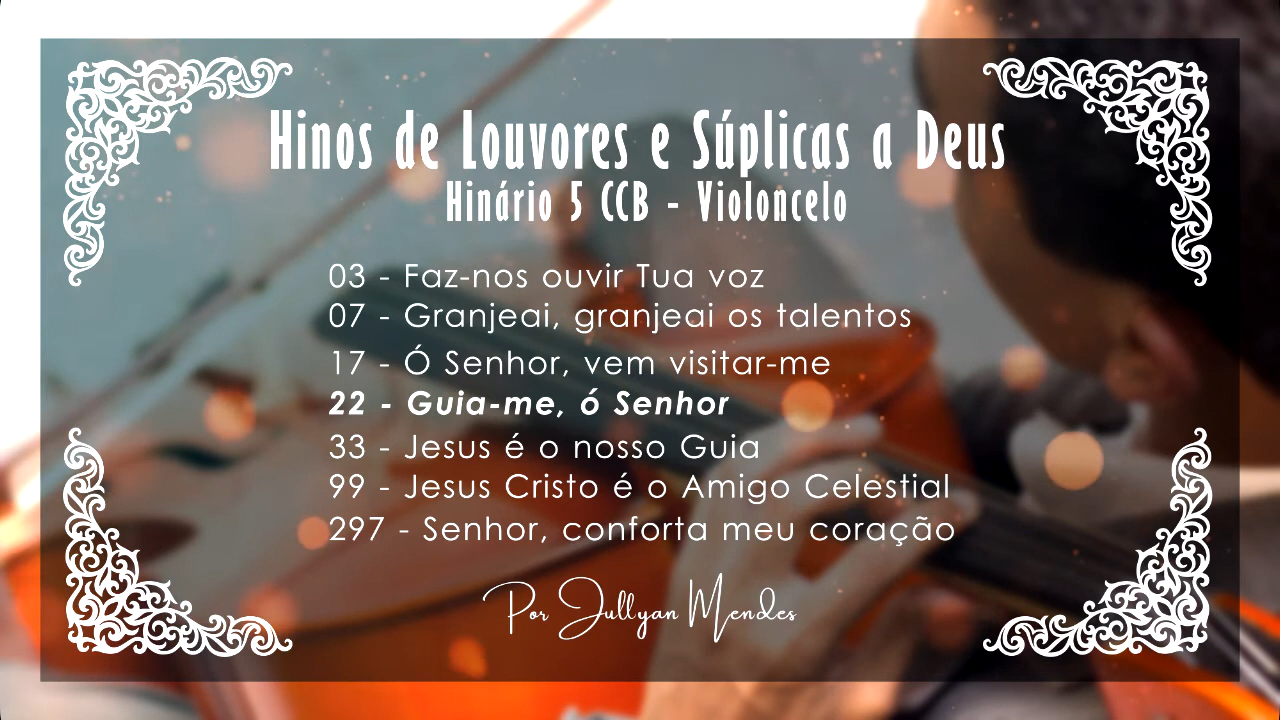 Hinos de Louvores e Súplicas a Deus
Hinário 5 CCB - Violoncelo
03 - Faz-nos ouvir Tua voz
07 - Granjeai, granjeai os talentos
17 - Ó Senhor, vem visitar-me
22 - Guia-me, ó Senhor
33 - Jesus é o nosso Guia
99 - Jesus Cristo é o Amigo Celestial
297 - Senhor, conforta meu coração
Por Jullyan Mendes